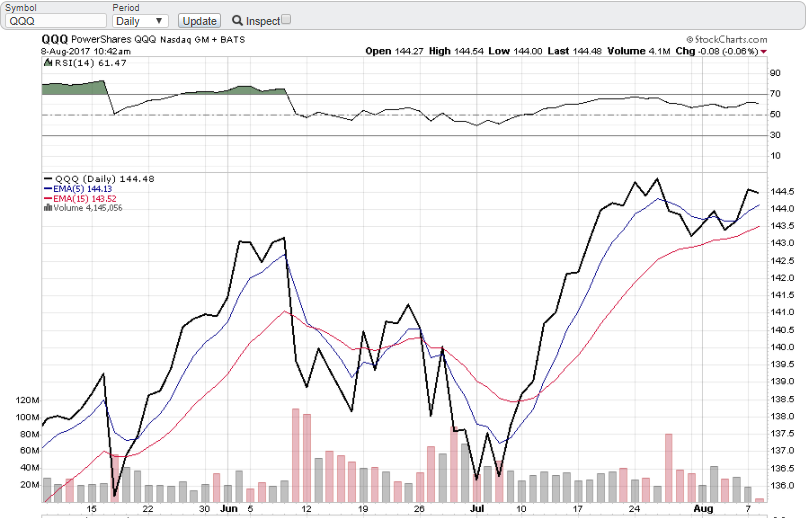 Symbol Period
QQQ Daily ▼ Update Inspect
QQQ PowerShares QQQ Nasdaq GM + BATS © StockCharts.com
8-Aug-2017 10:42am Open 144.27 High 144.54 Low 144.00 Last 144.48 Volume 4.1M Chg -0.08 (-0.06%)
RSI(14) 61.47
90
70
50
30
10
QQQ (Daily) 144.48
EMA(5) 144.13
EMA(15) 143.52
Volume 4,145,056
144.5
144.0
143.5
143.0
142.5
142.0
141.5
141.0
140.5
140.0
139.5
139.0
138.5
138.0
137.5
137.0
136.5
136.0
120M
100M
80M
60M
40M
20M
15 22 30 Jun 5 12 19 26 Jul 10 17 24 Aug 7